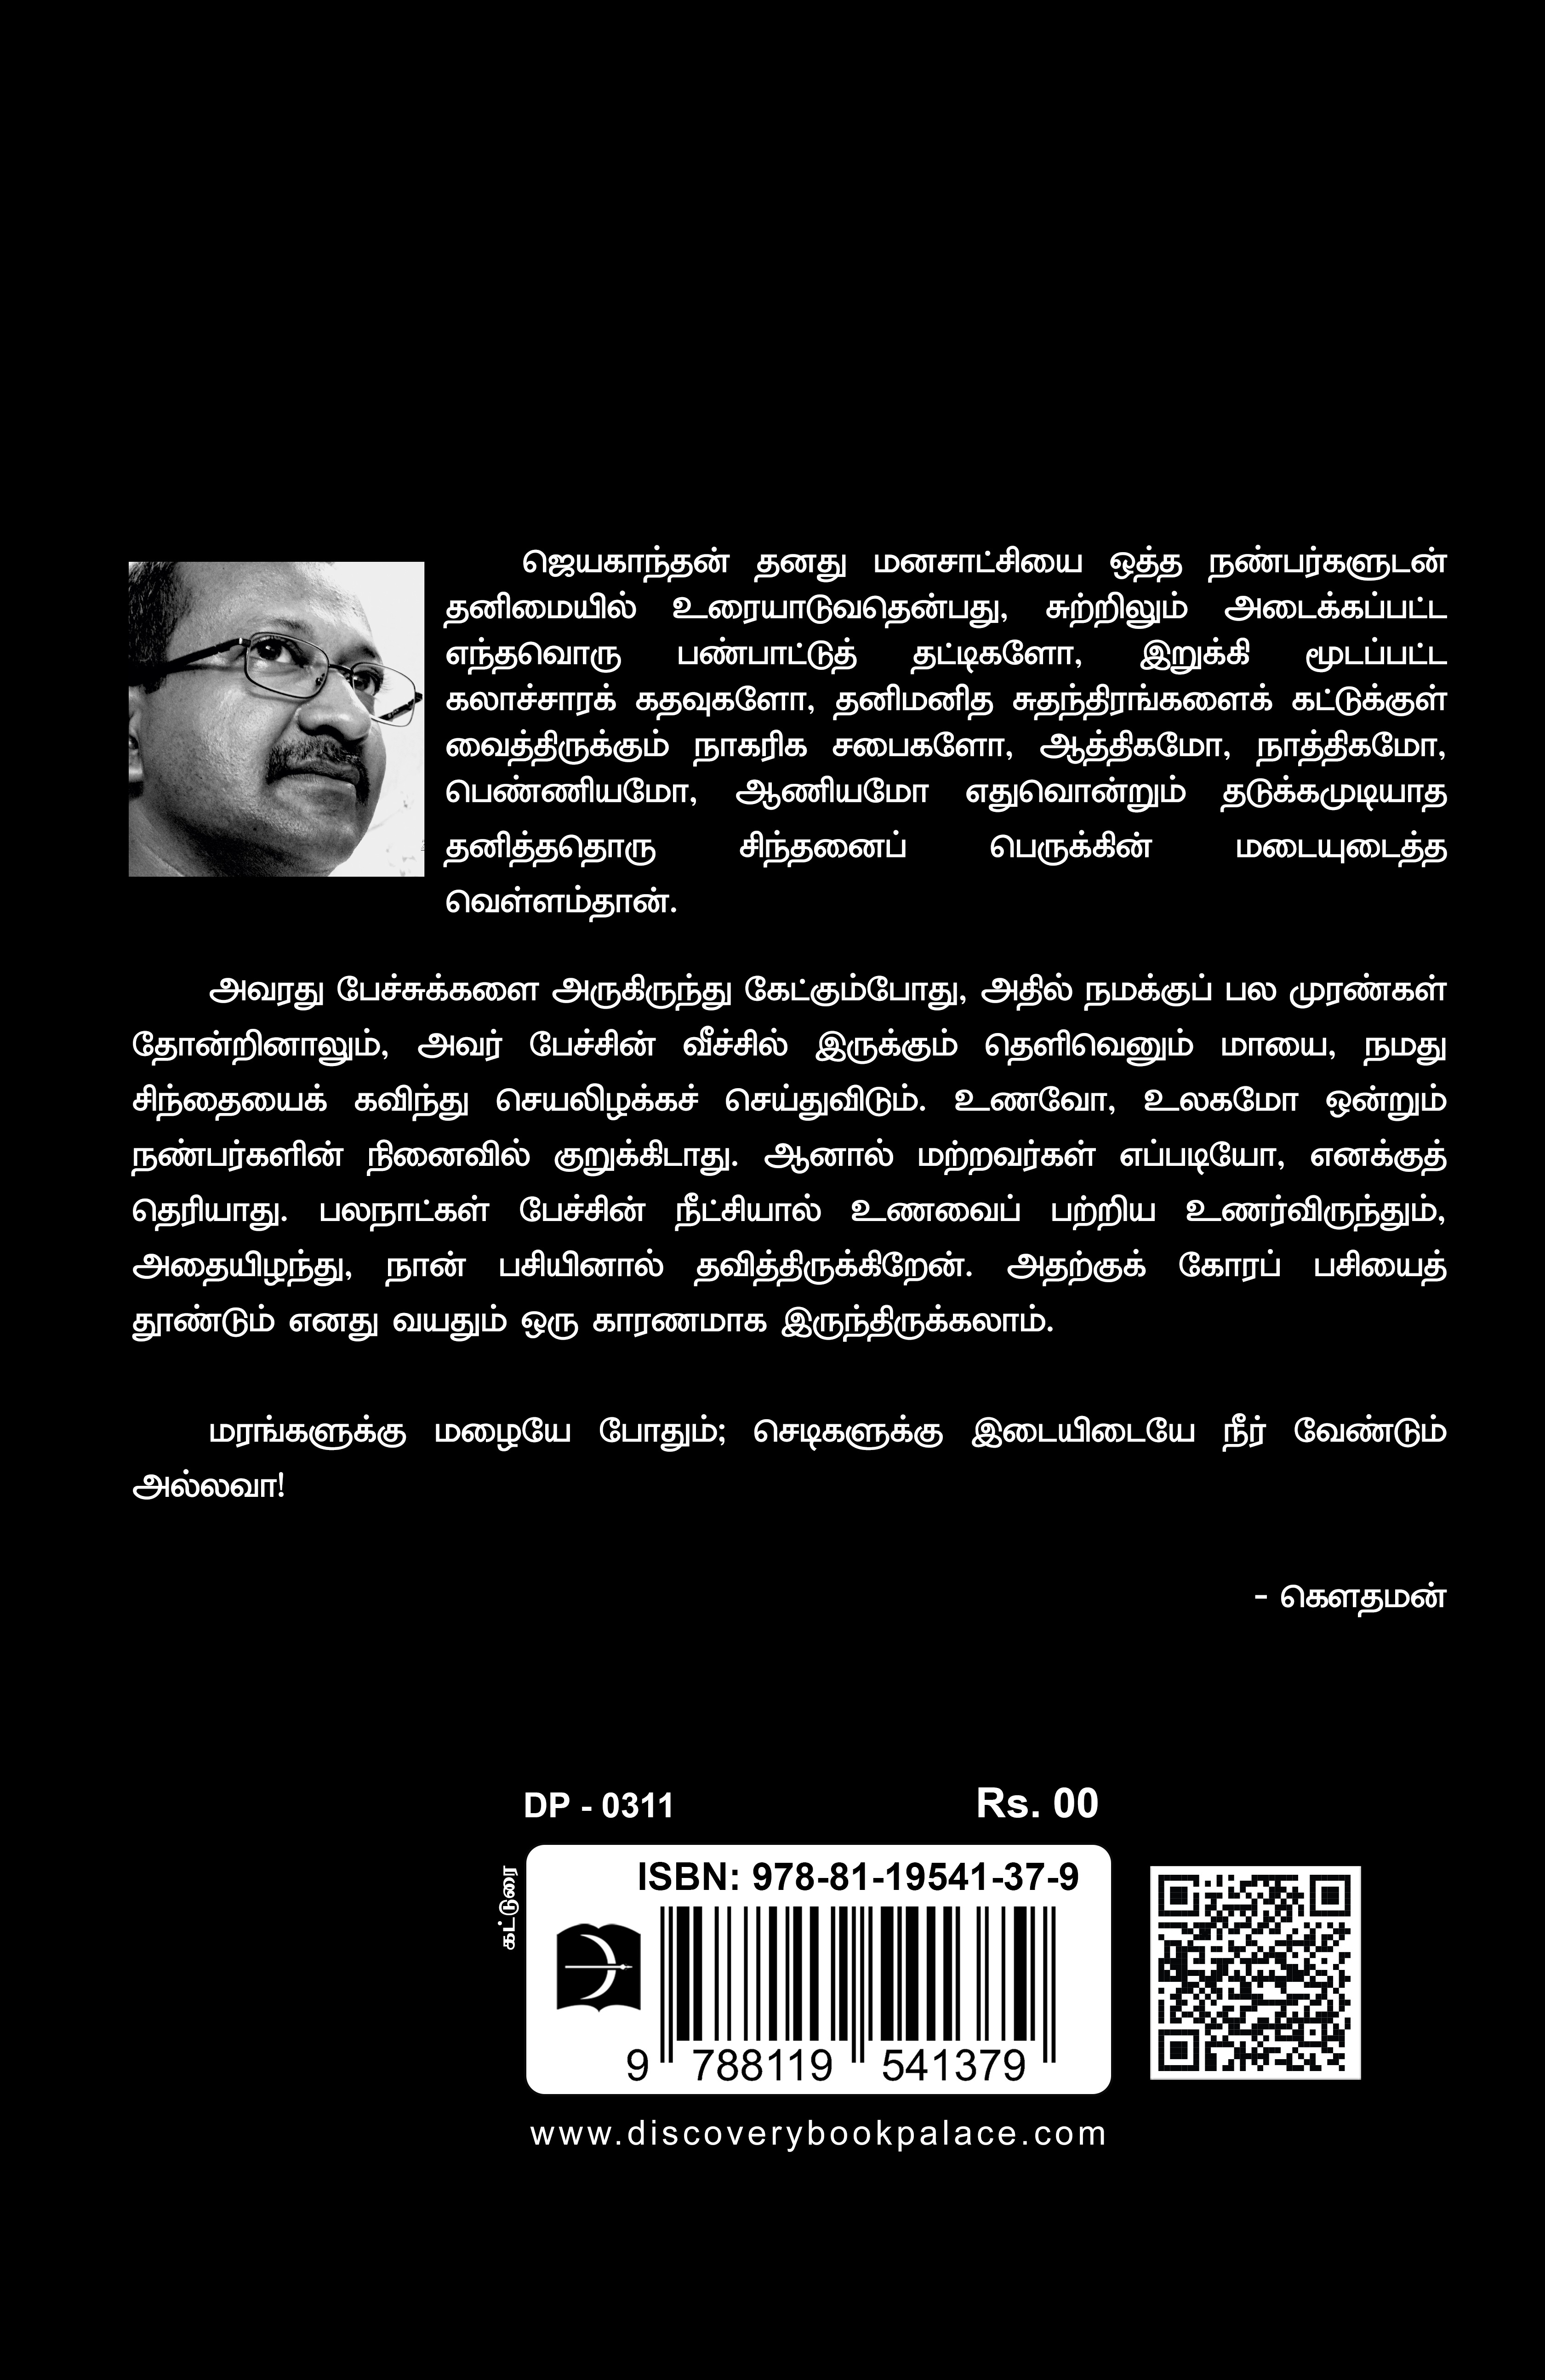 ஜெயகாந்தன் தனது மனசாட்சியை ஒத்த நண்பர்களுடன்
தனிமையில் உரையாடுவதென்பது, சுற்றிலும் அடைக்கப்பட்ட
எந்தவொரு பண்பாட்டுத் தட்டிகளோ, இறுக்கி மூடப்பட்ட
கலாச்சாரக் கதவுகளோ, தனிமனித சுதந்திரங்களைக் கட்டுக்குள்
வைத்திருக்கும் நாகரிக சபைகளோ, ஆத்திகமோ, நாத்திகமோ,
பெண்ணியமோ, ஆணியமோ எதுவொன்றும் தடுக்கமுடியாத
தனித்ததொரு சிந்தனைப் பெருக்கின் மடையுடைத்த
வெள்ளம்தான்.
அவரது பேச்சுக்களை அருகிருந்து கேட்கும்போது, அதில் நமக்குப் பல முரண்கள்
தோன்றினாலும், அவர் பேச்சின் வீச்சில் இருக்கும் தெளிவெனும் மாயை, நமது
சிந்தையைக் கவிந்து செயலிழக்கச் செய்துவிடும். உணவோ, உலகமோ ஒன்றும்
நண்பர்களின் நினைவில் குறுக்கிடாது. ஆனால் மற்றவர்கள் எப்படியோ, எனக்குத்
தெரியாது. பலநாட்கள் பேச்சின் நீட்சியால் உணவைப் பற்றிய உணர்விருந்தும்,
அதையிழந்து, நான் பசியினால் தவித்திருக்கிறேன். அதற்குக் கோரப் பசியைத்
தூண்டும் எனது வயதும் ஒரு காரணமாக இருந்திருக்கலாம்.
மரங்களுக்கு மழையே போதும்; செடிகளுக்கு இடையிடையே நீர் வேண்டும்
அல்லவா!
- கௌதமன்
DP - 0311
Rs. 00
கட்டுரை
ISBN: 978-81-19541-37-9
9 788119 541379
www.discoverybookpalace.com